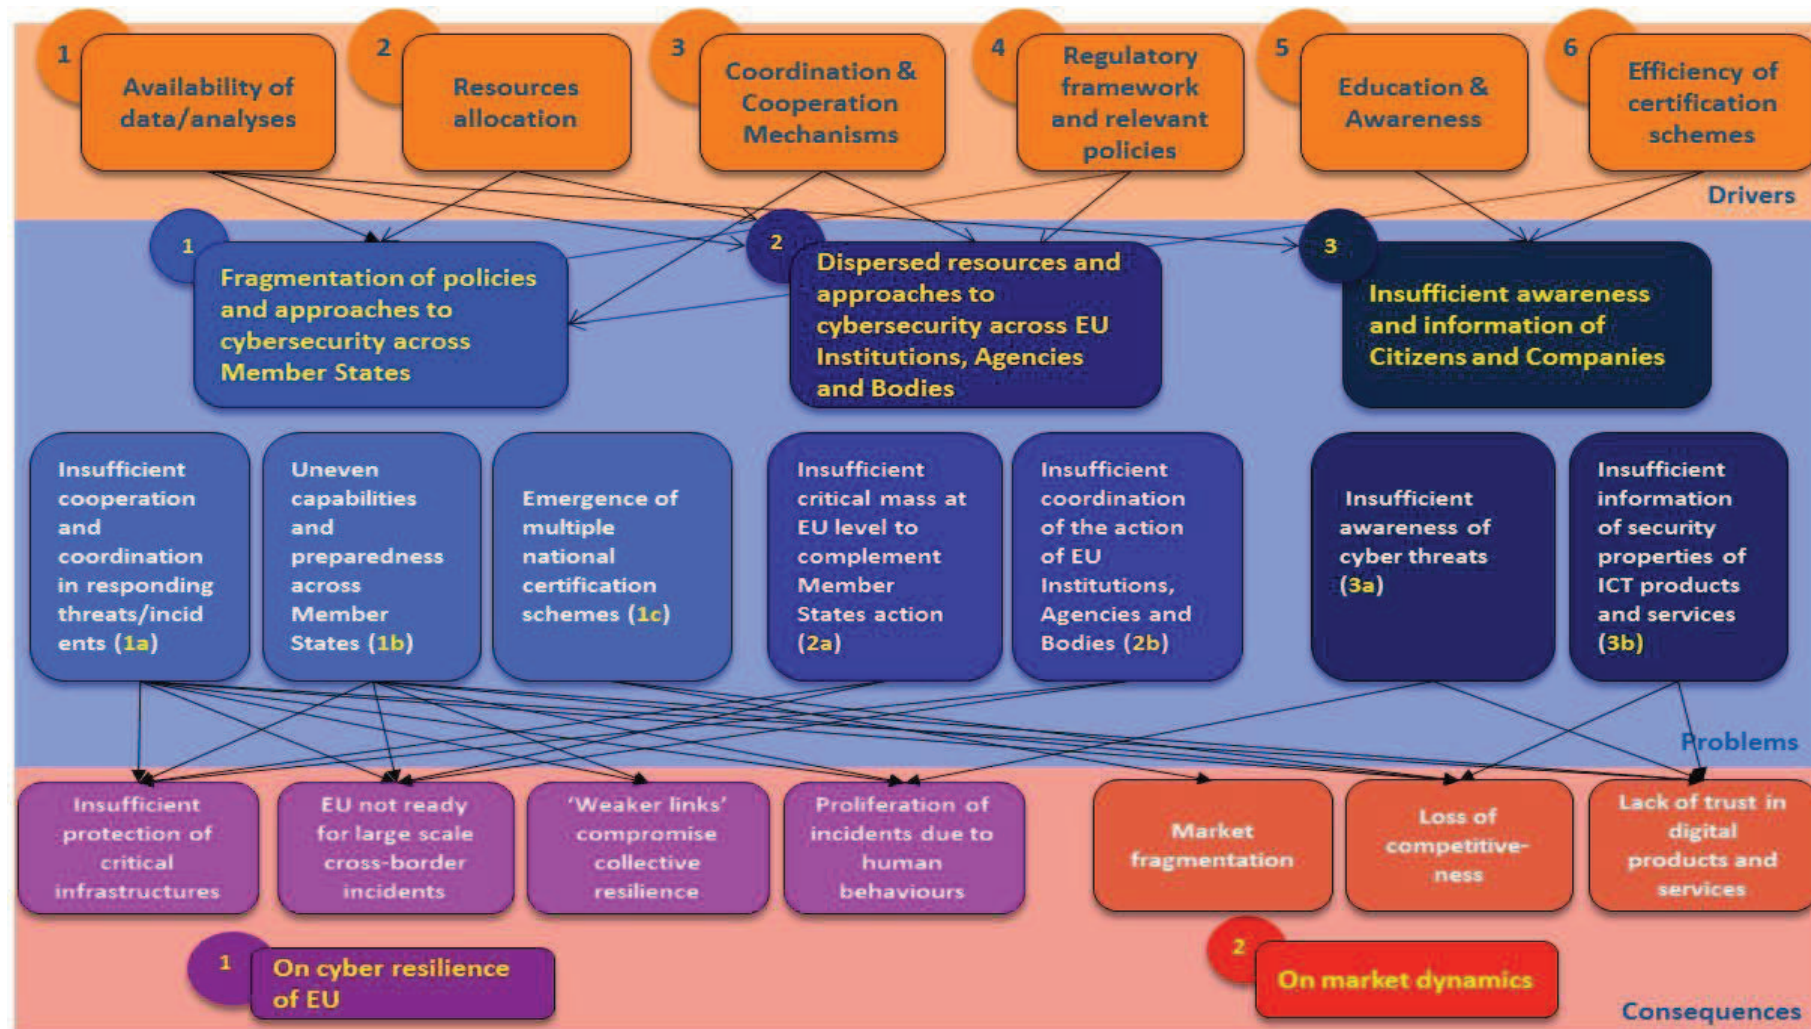 1
Availability of
data/analyses
2
Resources
allocation
3
Coordination &
Cooperation
Mechanisms
4
Regulatory
framework
and relevant
policies
5
Education &
Awareness
6
Efficiency of
certification
schemes
Drivers
1
Fragmentation of policies
and approaches to
cybersecurity across
Member States
2
Dispersed resources and
approaches to
cybersecurity across EU
Institutions, Agencies
and Bodies
3
Insufficient awareness
and information of
Citizens and Companies
Insufficient
cooperation
and
coordination
in responding
threats/incid
ents (1a)
Uneven
capabilities
and
preparedness
across
Member
States (1b)
Emergence of
multiple
national
certification
schemes (1c)
Insufficient
critical mass at
EU level to
complement
Member
States action
(2a)
Insufficient
coordination
of the action
of EU
Institutions,
Agencies and
Bodies (2b)
Insufficient
awareness of
cyber threats
(3a)
Insufficient
information
of security
properties of
ICT products
and services
(3b)
Problems
Insufficient
protection of
critical
infrastructures
EU not ready
for large scale
cross-border
incidents
'Weaker links'
compromise
collective
resilience
Proliferation of
incidents due to
human
behaviours
Market
fragmentation
Loss of
competitive-
ness
Lack of trust in
digital
products and
services
1
On cyber resilience
of EU
2
On market dynamics
Consequences